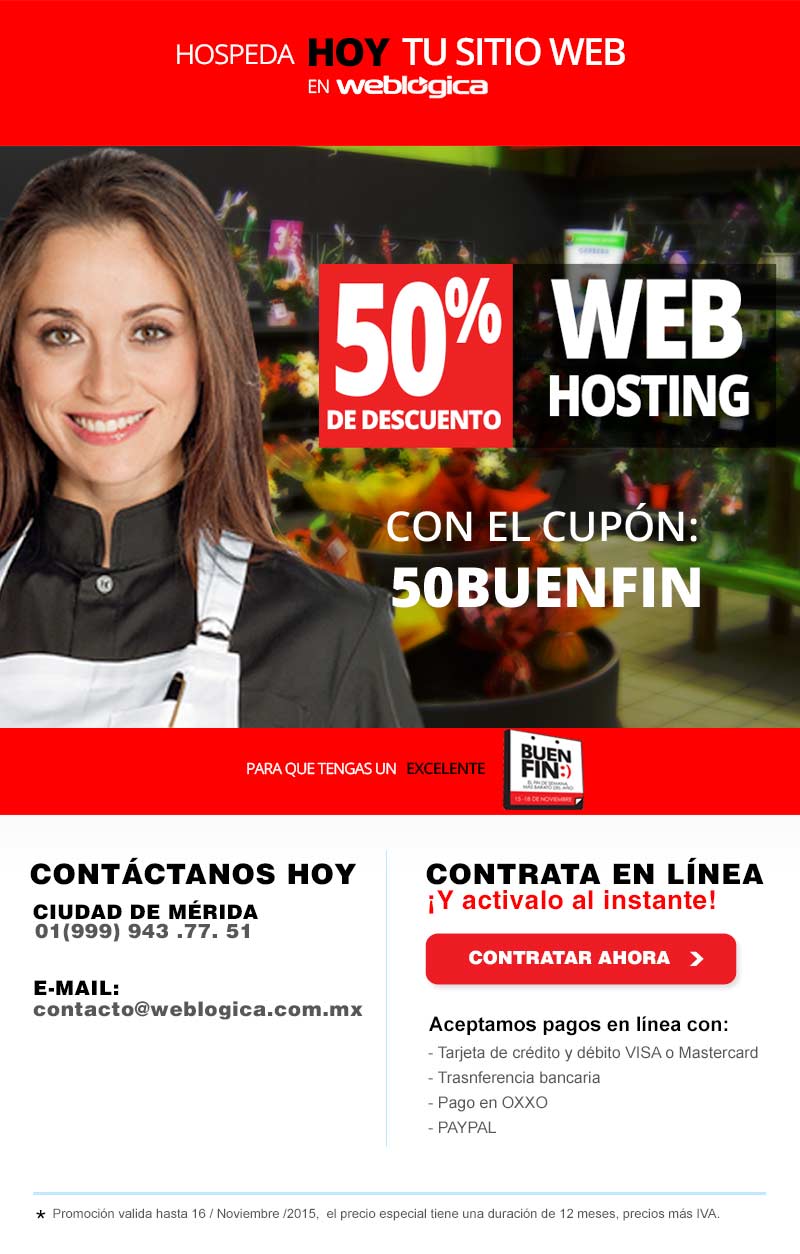 HOSPEDA HOY TU SITIO WEB
EN weblogica
50%
DE DESCUENTO
WEB
HOSTING
CON EL CUPÓN:
50BUENFIN
PARA QUE TENGAS UN EXCELENTE
BUEN
FIN:)
EL FIN DE SEMANA
MÁS BARATO DEL AÑO
DE NOVIEMBRE
CONTÁCTANOS HOY
CIUDAD DE MÉRIDA
01(999) 943 .77. 51
E-MAIL:
contacto@weblogica.com.mx
CONTRATA EN LÍNEA
¡Y activalo al instante!
CONTRATAR AHORA
Aceptamos pagos en línea con:
- Tarjeta de crédito y débito VISA o Mastercard
- Trasnferencia bancaria
- Pago en OXXO
- PAYPAL
* Promoción valida hasta 16 / Noviembre /2015, el precio especial tiene una duración de 12 meses, precios más IVA.